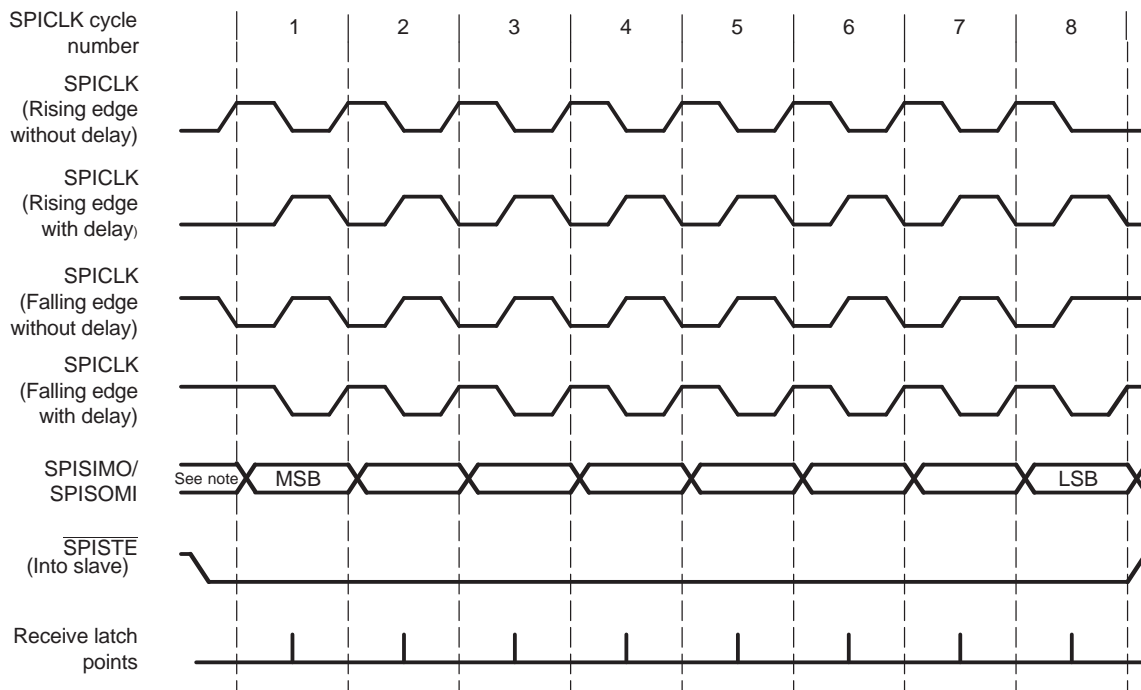 SPICLK cycle
number
1 2 3 4 5 6 7 8
SPICLK
(Rising edge
without delay)
SPICLK
(Rising edge
with delay)
SPICLK
(Falling edge
without delay)
SPICLK
(Falling edge
with delay)
SPISIMO/
SPISOMI
See note
MSB
LSB
SPISTE
(Into slave)
Receive latch
points